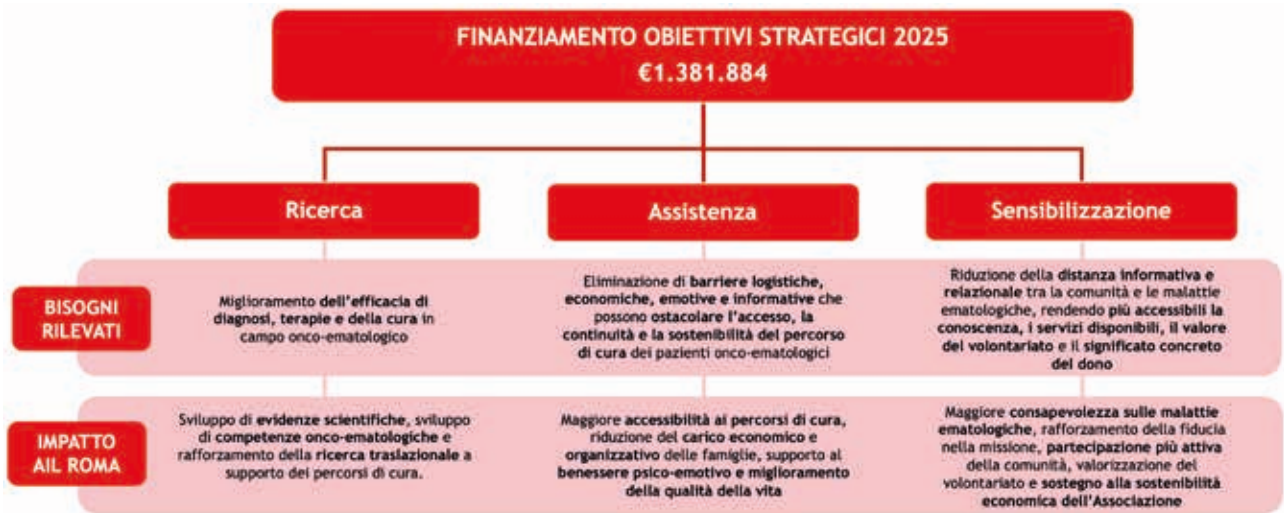 FINANZIAMENTO OBIETTIVI STRATEGICI 2025
€1.381.884
Ricerca
Assistenza
Sensibilizzazione
BISOGNI
RILEVATI
Miglioramento dell'efficacia di
diagnosi, terapie e della cura in
campo onco-ematologico
Eliminazione di barriere logistiche,
economiche, emotive e informative che
possono ostacolare l'accesso, la
continuità e la sostenibilità del percorso
di cura dei pazienti onco-ematologici
Riduzione della distanza informativa e
relazionale tra la comunità e le malattie
ematologiche, rendendo più accessibili la
conoscenza, i servizi disponibili, il valore
del volontariato e il significato concreto
del dono
IMPATTO
AIL ROMA
Sviluppo di evidenze scientifiche, sviluppo
di competenze onco-ematologiche e
rafforzamento della ricerca traslazionale a
supporto dei percorsi di cura.
Maggiore accessibilità ai percorsi di cura,
riduzione del carico economico e
organizzativo delle famiglie, supporto al
benessere psico-emotivo e miglioramento
della qualità della vita
Maggiore consapevolezza sulle malattie
ematologiche, rafforzamento della fiducia
nella missione, partecipazione più attiva
della comunità, valorizzazione del
volontariato e sostegno alla sostenibilità
economica dell'Associazione